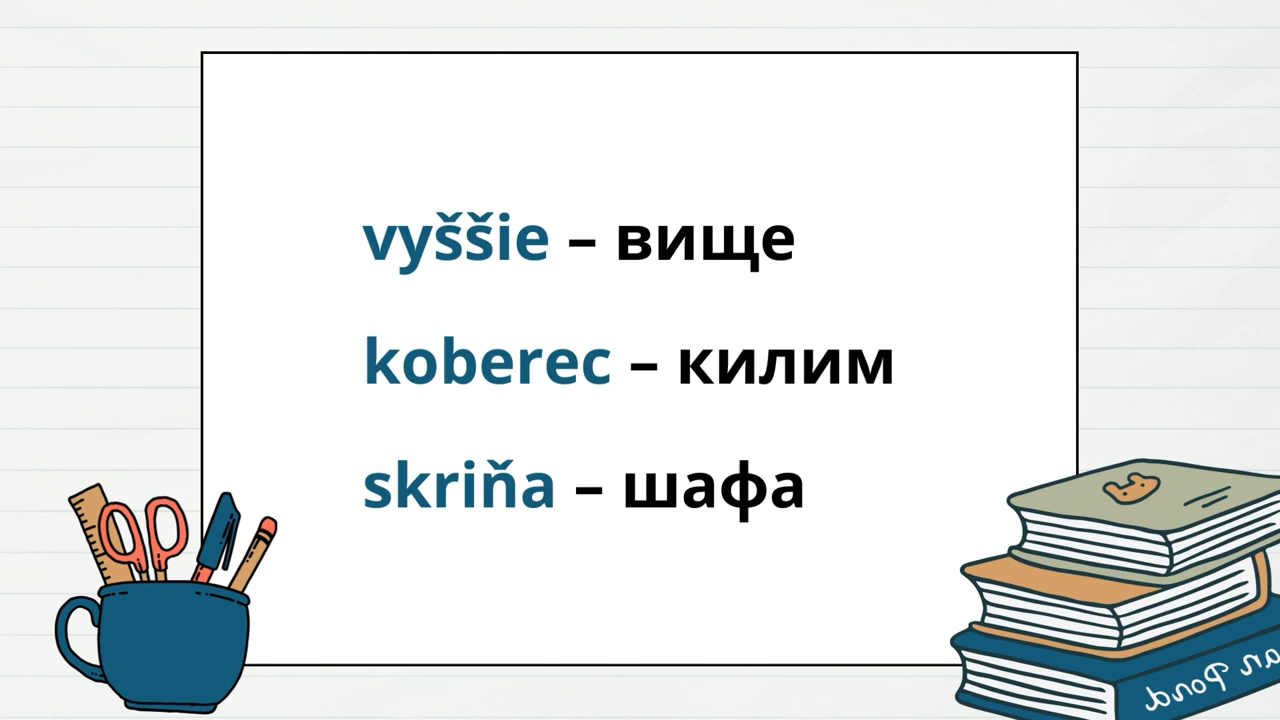 vyššie – вище
koberec – килим
skriňa – шафа